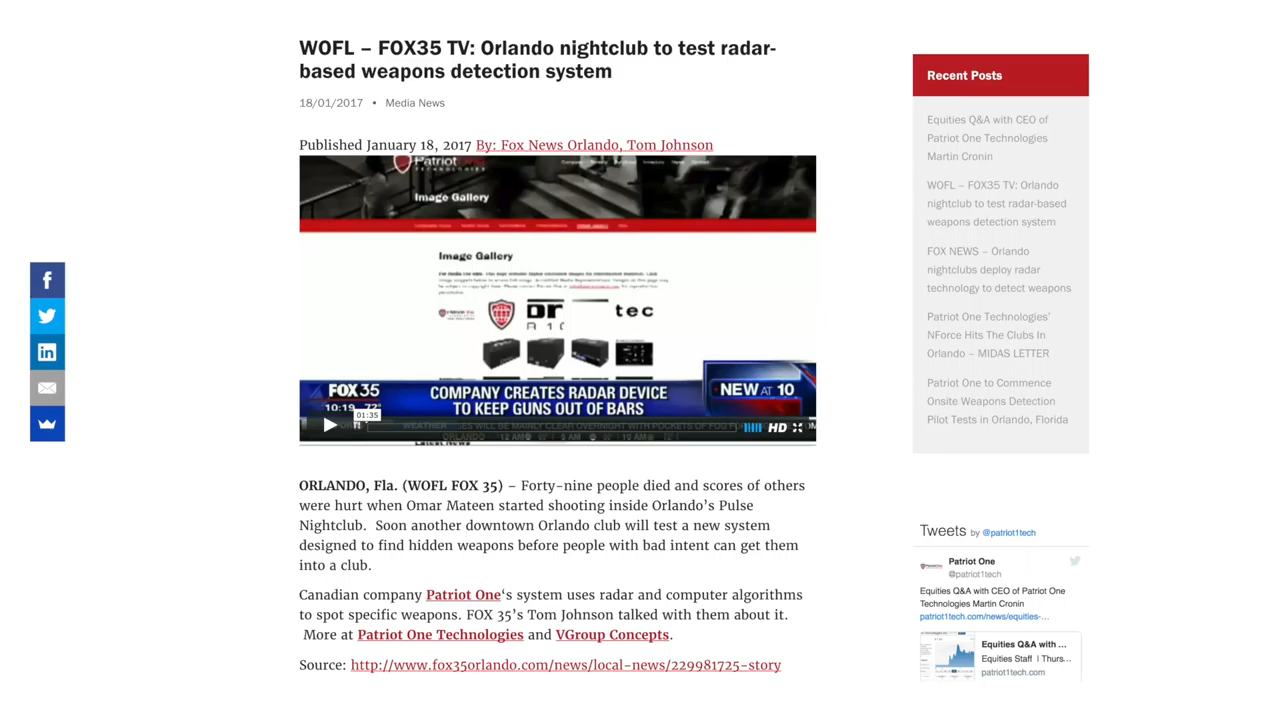 WOFL – FOX35 TV: Orlando nightclub to test radar-
based weapons detection system
18/01/2017 • Media News
Published January 18, 2017 By: Fox News Orlando, Tom Johnson
Patriot One
TECHNOLOGIES
Image Gallery
Image Gallery
tec
FOX 35
10:19 72°
COMPANY CREATES RADAR DEVICE
TO KEEP GUNS OUT OF BARS
NEW AT 10
01:35
HD
ORLANDO, Fla. (WOFL FOX 35) – Forty-nine people died and scores of others
were hurt when Omar Mateen started shooting inside Orlando’s Pulse
Nightclub.  Soon another downtown Orlando club will test a new system
designed to find hidden weapons before people with bad intent can get them
into a club.
Canadian company Patriot One‘s system uses radar and computer algorithms
to spot specific weapons. FOX 35’s Tom Johnson talked with them about it.
More at Patriot One Technologies and VGroup Concepts.
Source: http://www.fox35orlando.com/news/local-news/229981725-story
Recent Posts
Equities Q&A with CEO of
Patriot One Technologies
Martin Cronin
WOFL – FOX35 TV: Orlando
nightclub to test radar-based
weapons detection system
FOX NEWS – Orlando
nightclubs deploy radar
technology to detect weapons
Patriot One Technologies’
NForce Hits The Clubs In
Orlando – MIDAS LETTER
Patriot One to Commence
Onsite Weapons Detection
Pilot Tests in Orlando, Florida
Tweets by @patriot1tech
Patriot One
@patriot1tech
Equities Q&A with CEO of Patriot One
Technologies Martin Cronin
patriot1tech.com/news/equities-…
Equities Q&A with ...
Equities Staff | Thurs...
patriot1tech.com